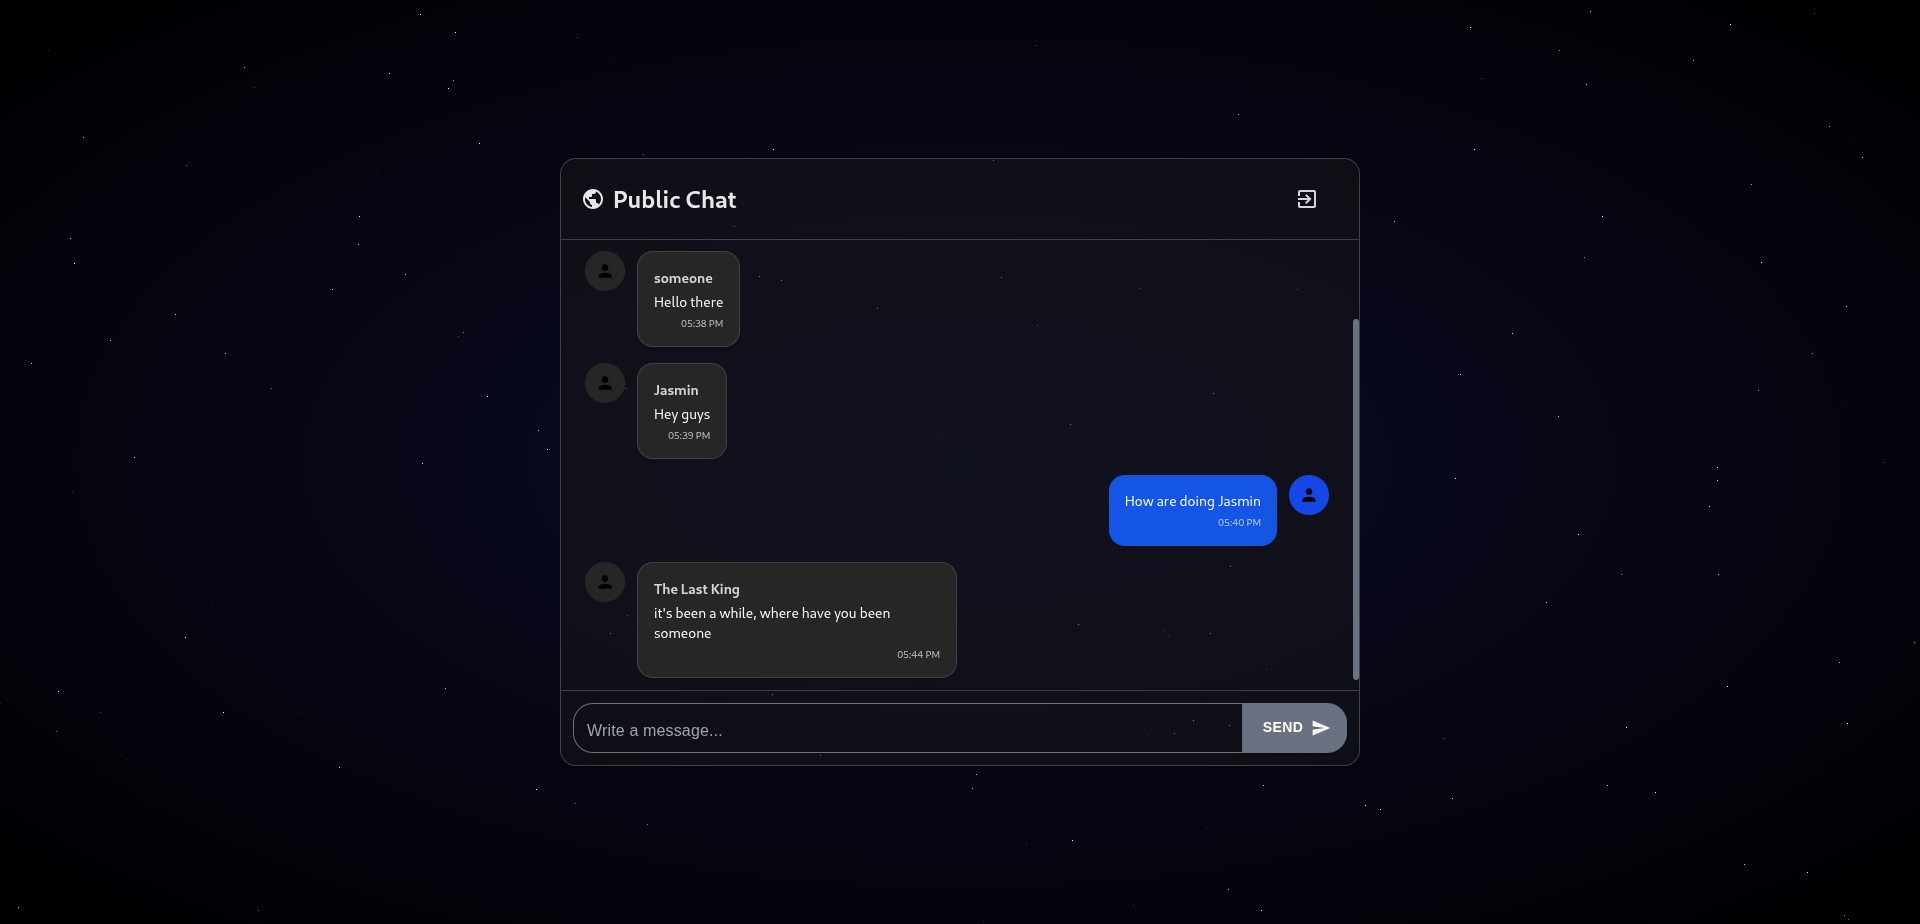 Public Chat
someone
Hello there
05:38 PM
Jasmin
Hey guys
05:39 PM
How are doing Jasmin
05:40 PM
The Last King
it's been a while, where have you been
someone
05:44 PM
Write a message...
SEND